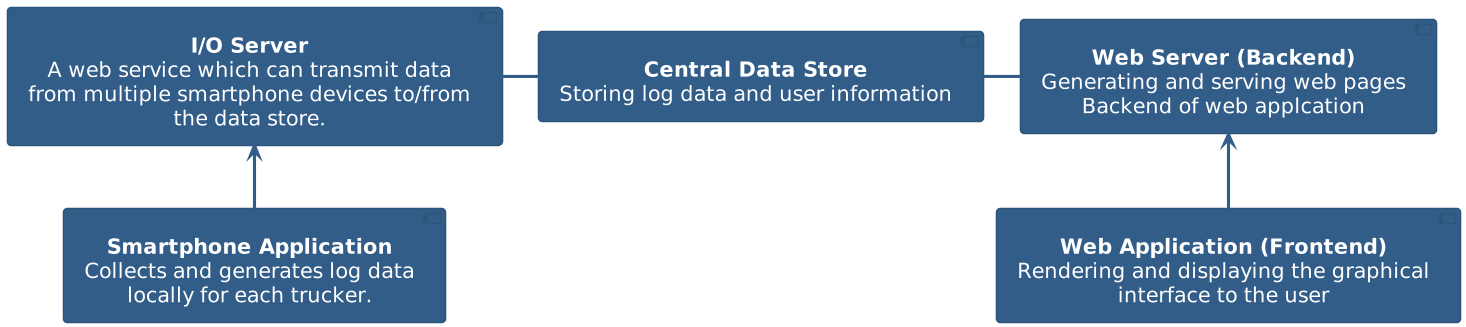 I/O Server
A web service which can transmit data
from multiple smartphone devices to/from
the data store.
Central Data Store
Storing log data and user information
Web Server (Backend)
Generating and serving web pages
Backend of web applcation
Smartphone Application
Collects and generates log data
locally for each trucker.
Web Application (Frontend)
Rendering and displaying the graphical
interface to the user